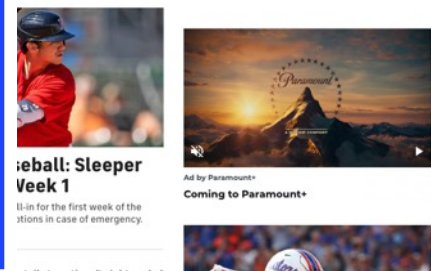 seball: Sleeper
Week 1
ll-in for the first week of the
ptions in case of emergency.
Paramount
Ad by Paramount+
Coming to Paramount+